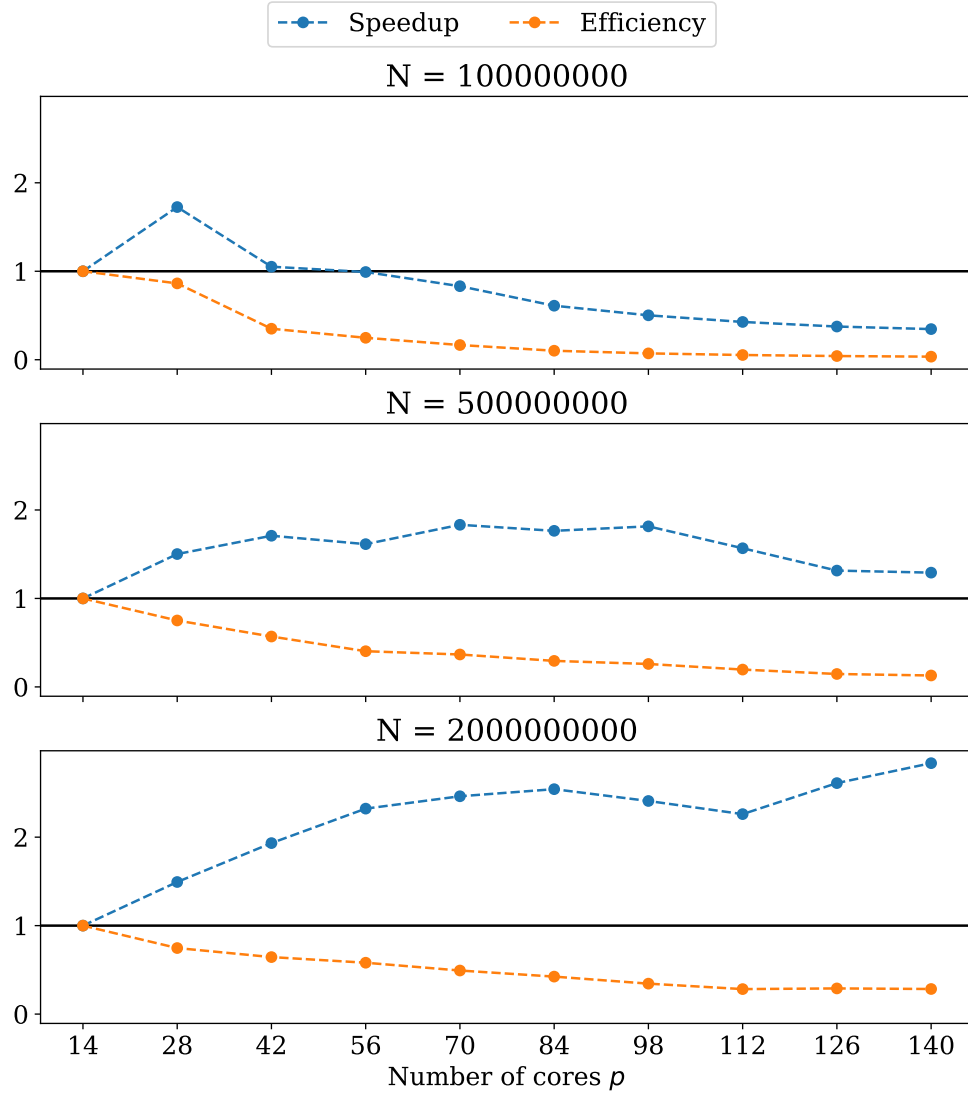 Speedup Efficiency
N = 100000000
2
1
0
N = 500000000
2
1
0
N = 2000000000
2
1
0
14 28 42 56 70 84 98 112 126 140
Number of cores p